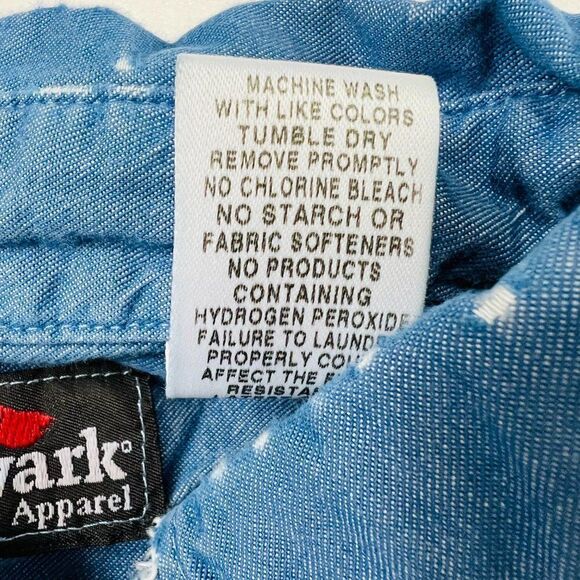 MACHINE WASH
WITH LIKE COLORS
TUMBLE DRY
REMOVE PROMPTLY
NO CHLORINE BLEACH
NO STARCH OR
FABRIC SOFTENERS
NO PRODUCTS
CONTAINING
HYDROGEN PEROXIDE
FAILURE TO
PROPERLY
AFFECT THE
wark
Apparel